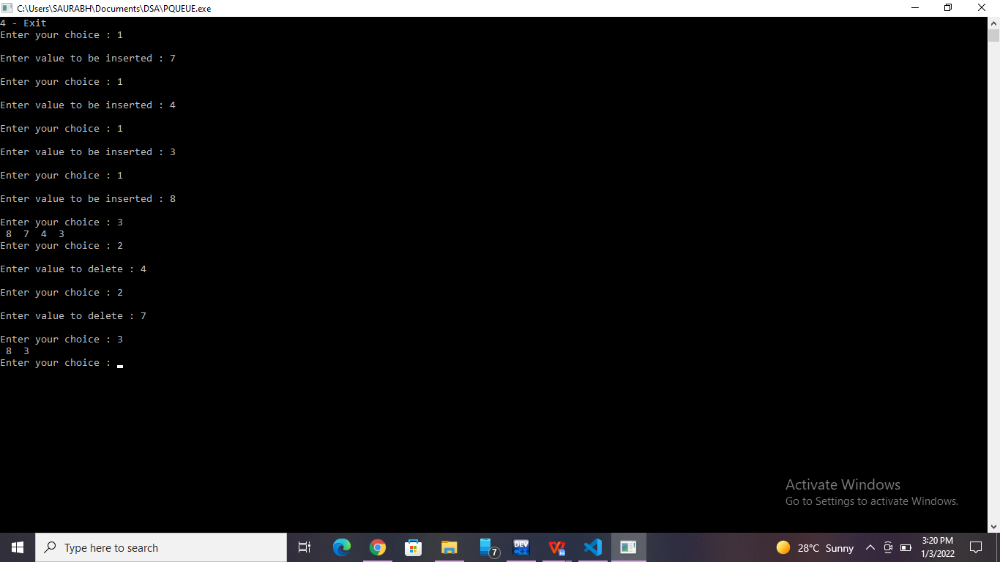 C:\Users\SAURABH\Documents\DSA\PQUEUE.exe
4 - Exit
Enter your choice : 1
Enter value to be inserted : 7
Enter your choice : 1
Enter value to be inserted : 4
Enter your choice : 1
Enter value to be inserted : 3
Enter your choice : 1
Enter value to be inserted : 8
Enter your choice : 3
8 7 4 3
Enter your choice : 2
Enter value to delete : 4
Enter your choice : 2
Enter value to delete : 7
Enter your choice : 3
8 3
Enter your choice :
Activate Windows
Go to Settings to activate Windows.
Type here to search
7
DEV
28°C Sunny
3:20 PM
1/3/2022